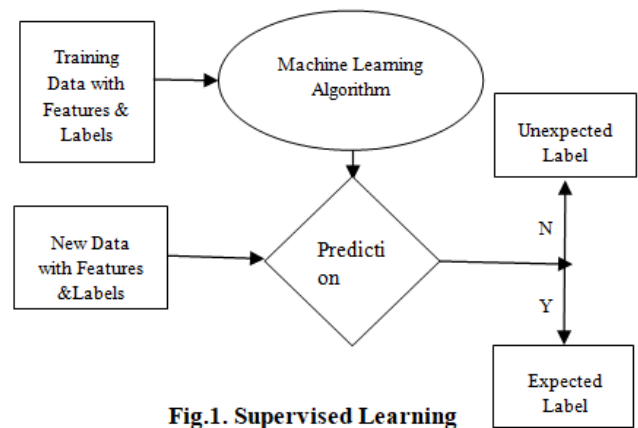 Training
Data with
Features &
Labels
Machine Learning
Algorithm
Unexpected
Label
New Data
with Features
&Labels
Predicti
on
N
Y
Expected
Label
Fig.1. Supervised Learning